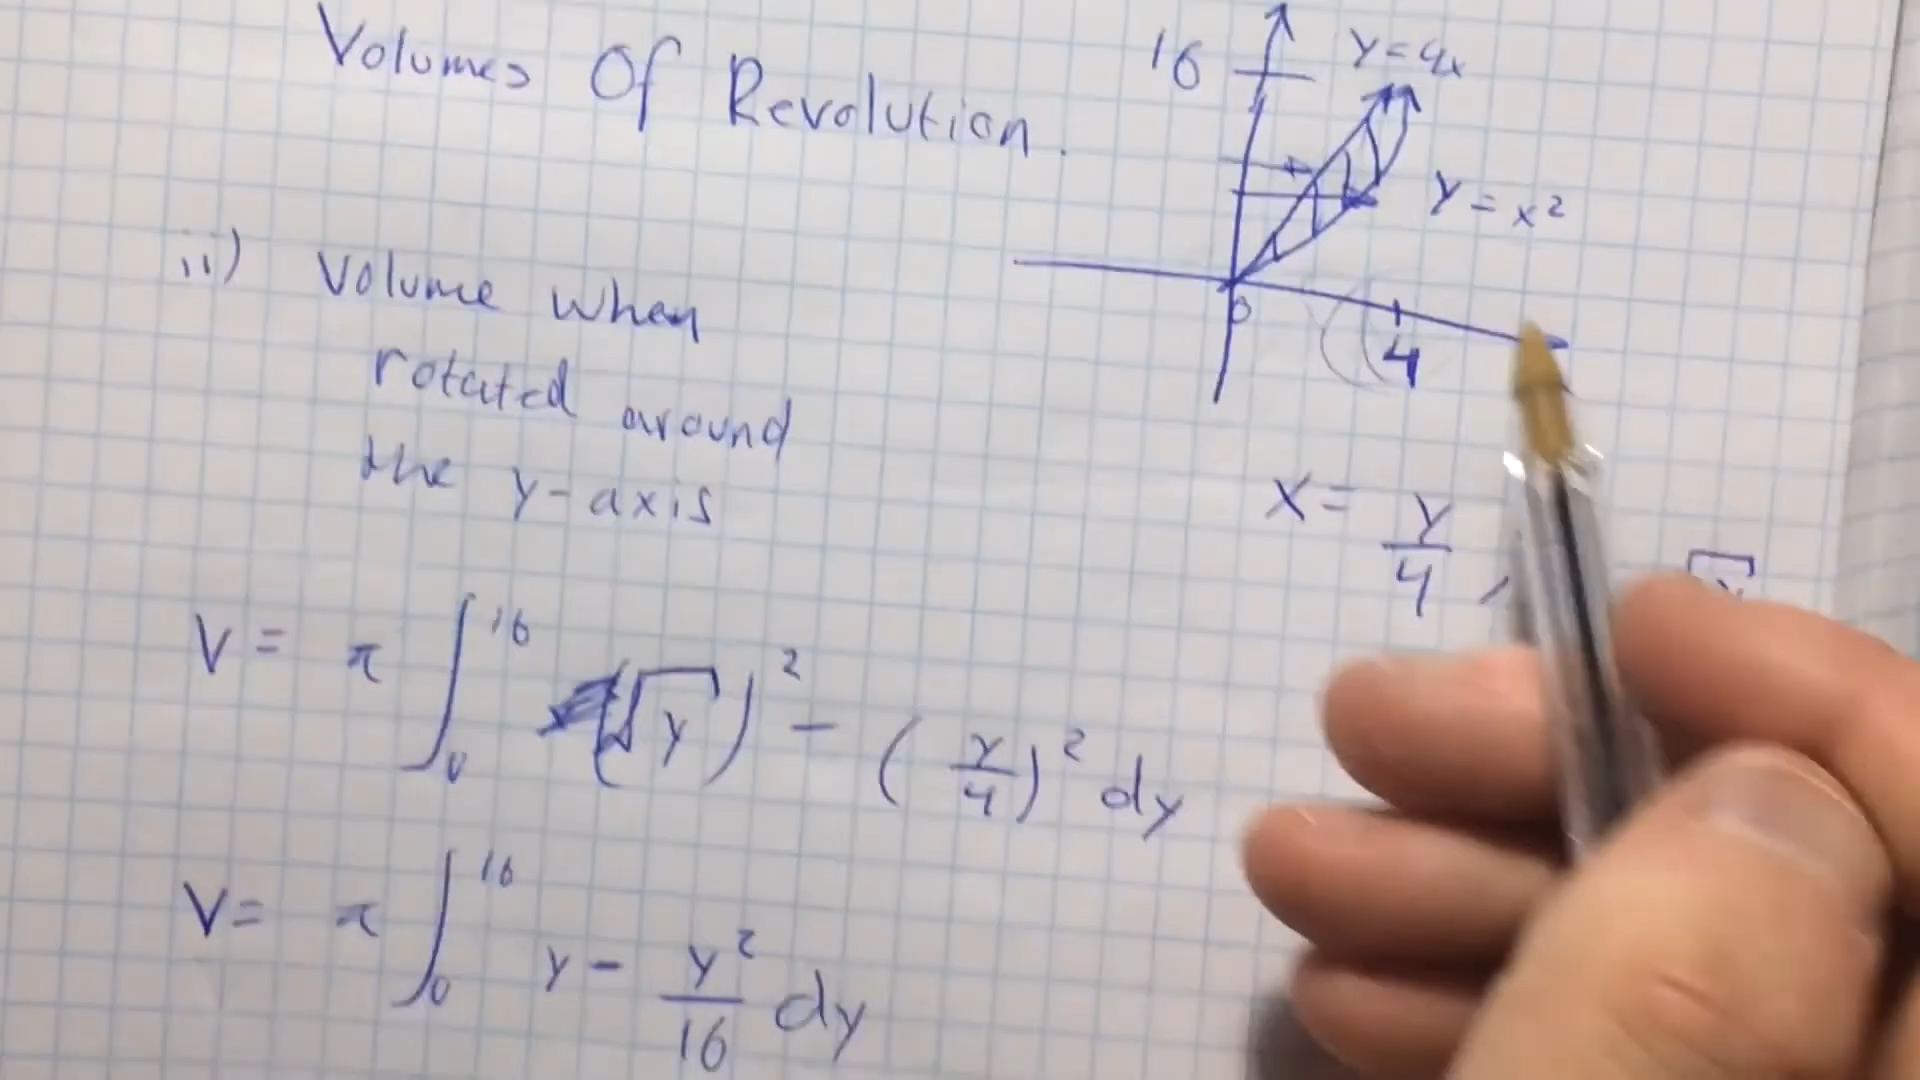 Volumes Of Revolution.
16
y=4x
y = x²
0
4
ii) Volume when
rotated around
the y-axis
x = y/4 ,
V = π ∫₀¹⁶ (√y)² - (y/4)² dy
V= π ∫₀¹⁶ y - y²/16 dy